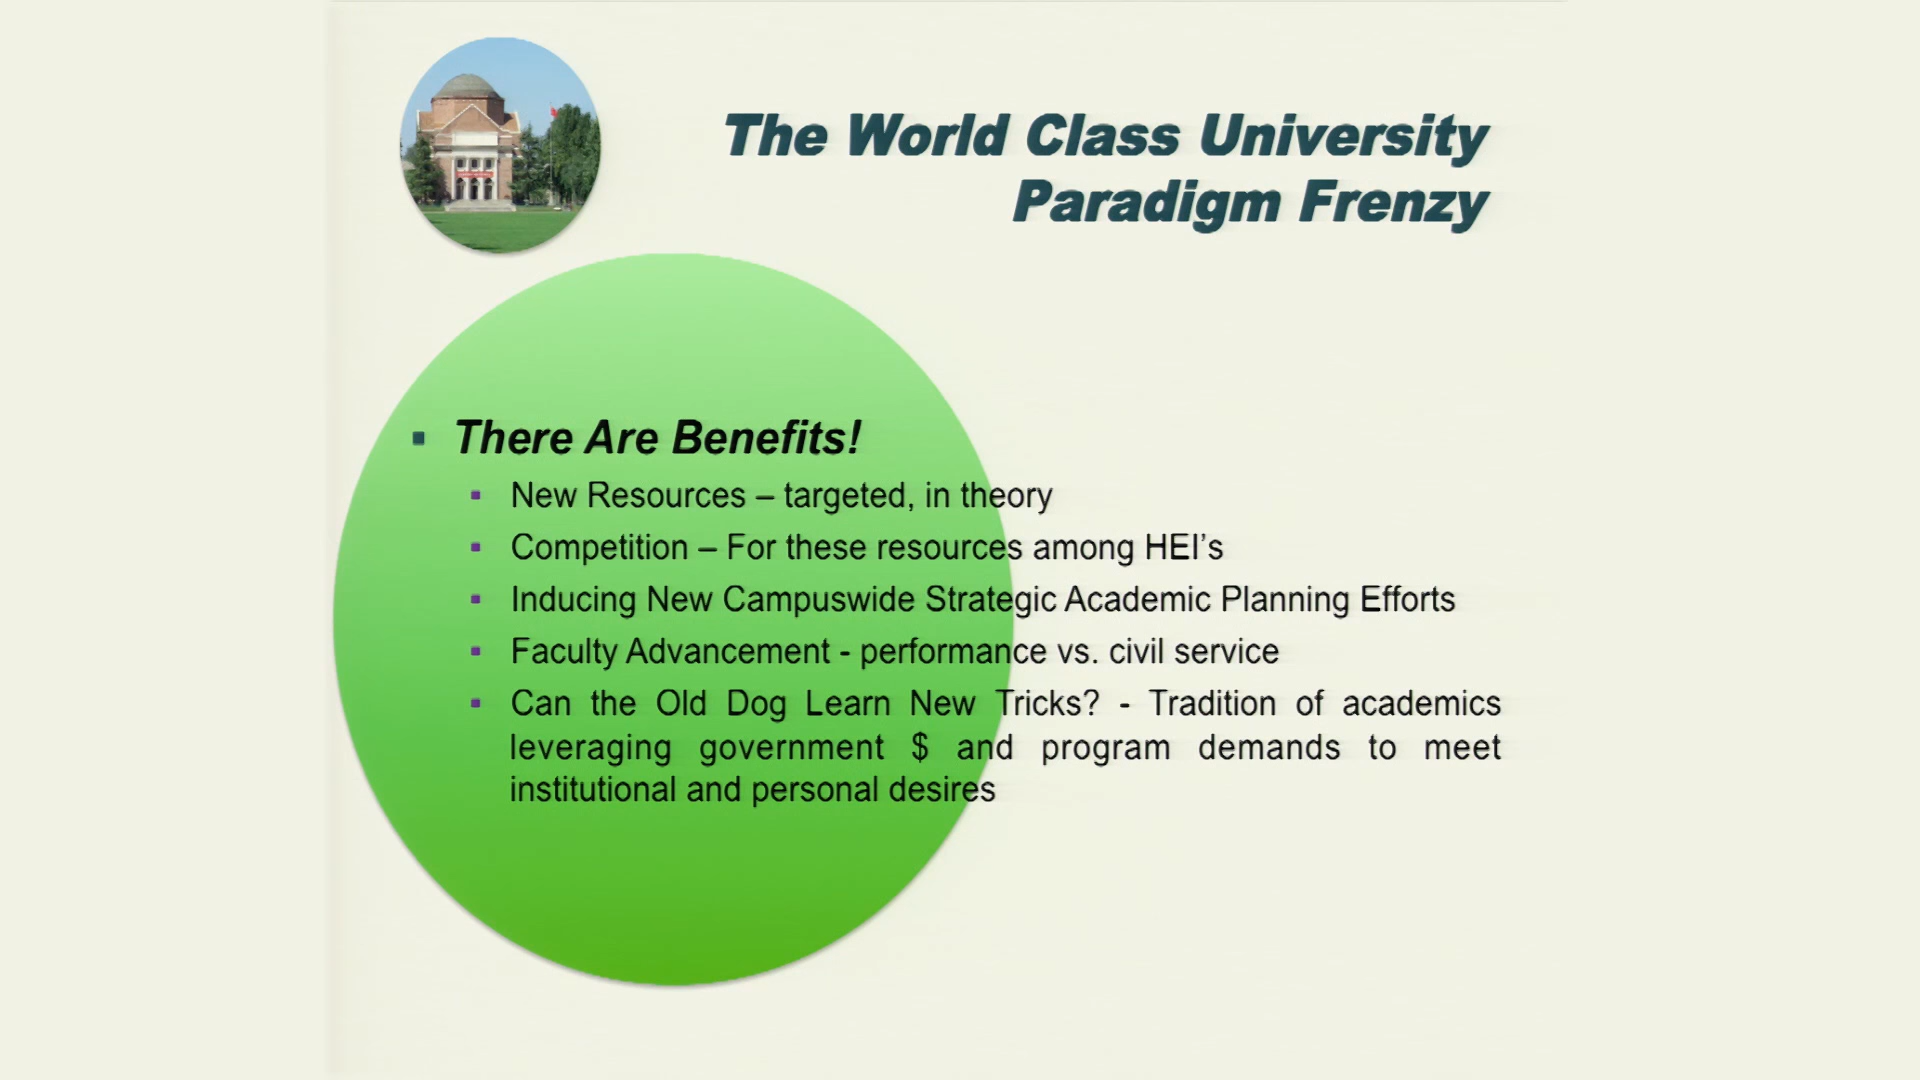 The World Class University
Paradigm Frenzy
▪ There Are Benefits!
▪ New Resources – targeted, in theory
▪ Competition – For these resources among HEI’s
▪ Inducing New Campuswide Strategic Academic Planning Efforts
▪ Faculty Advancement - performance vs. civil service
▪ Can the Old Dog Learn New Tricks? - Tradition of academics
leveraging government $ and program demands to meet
institutional and personal desires